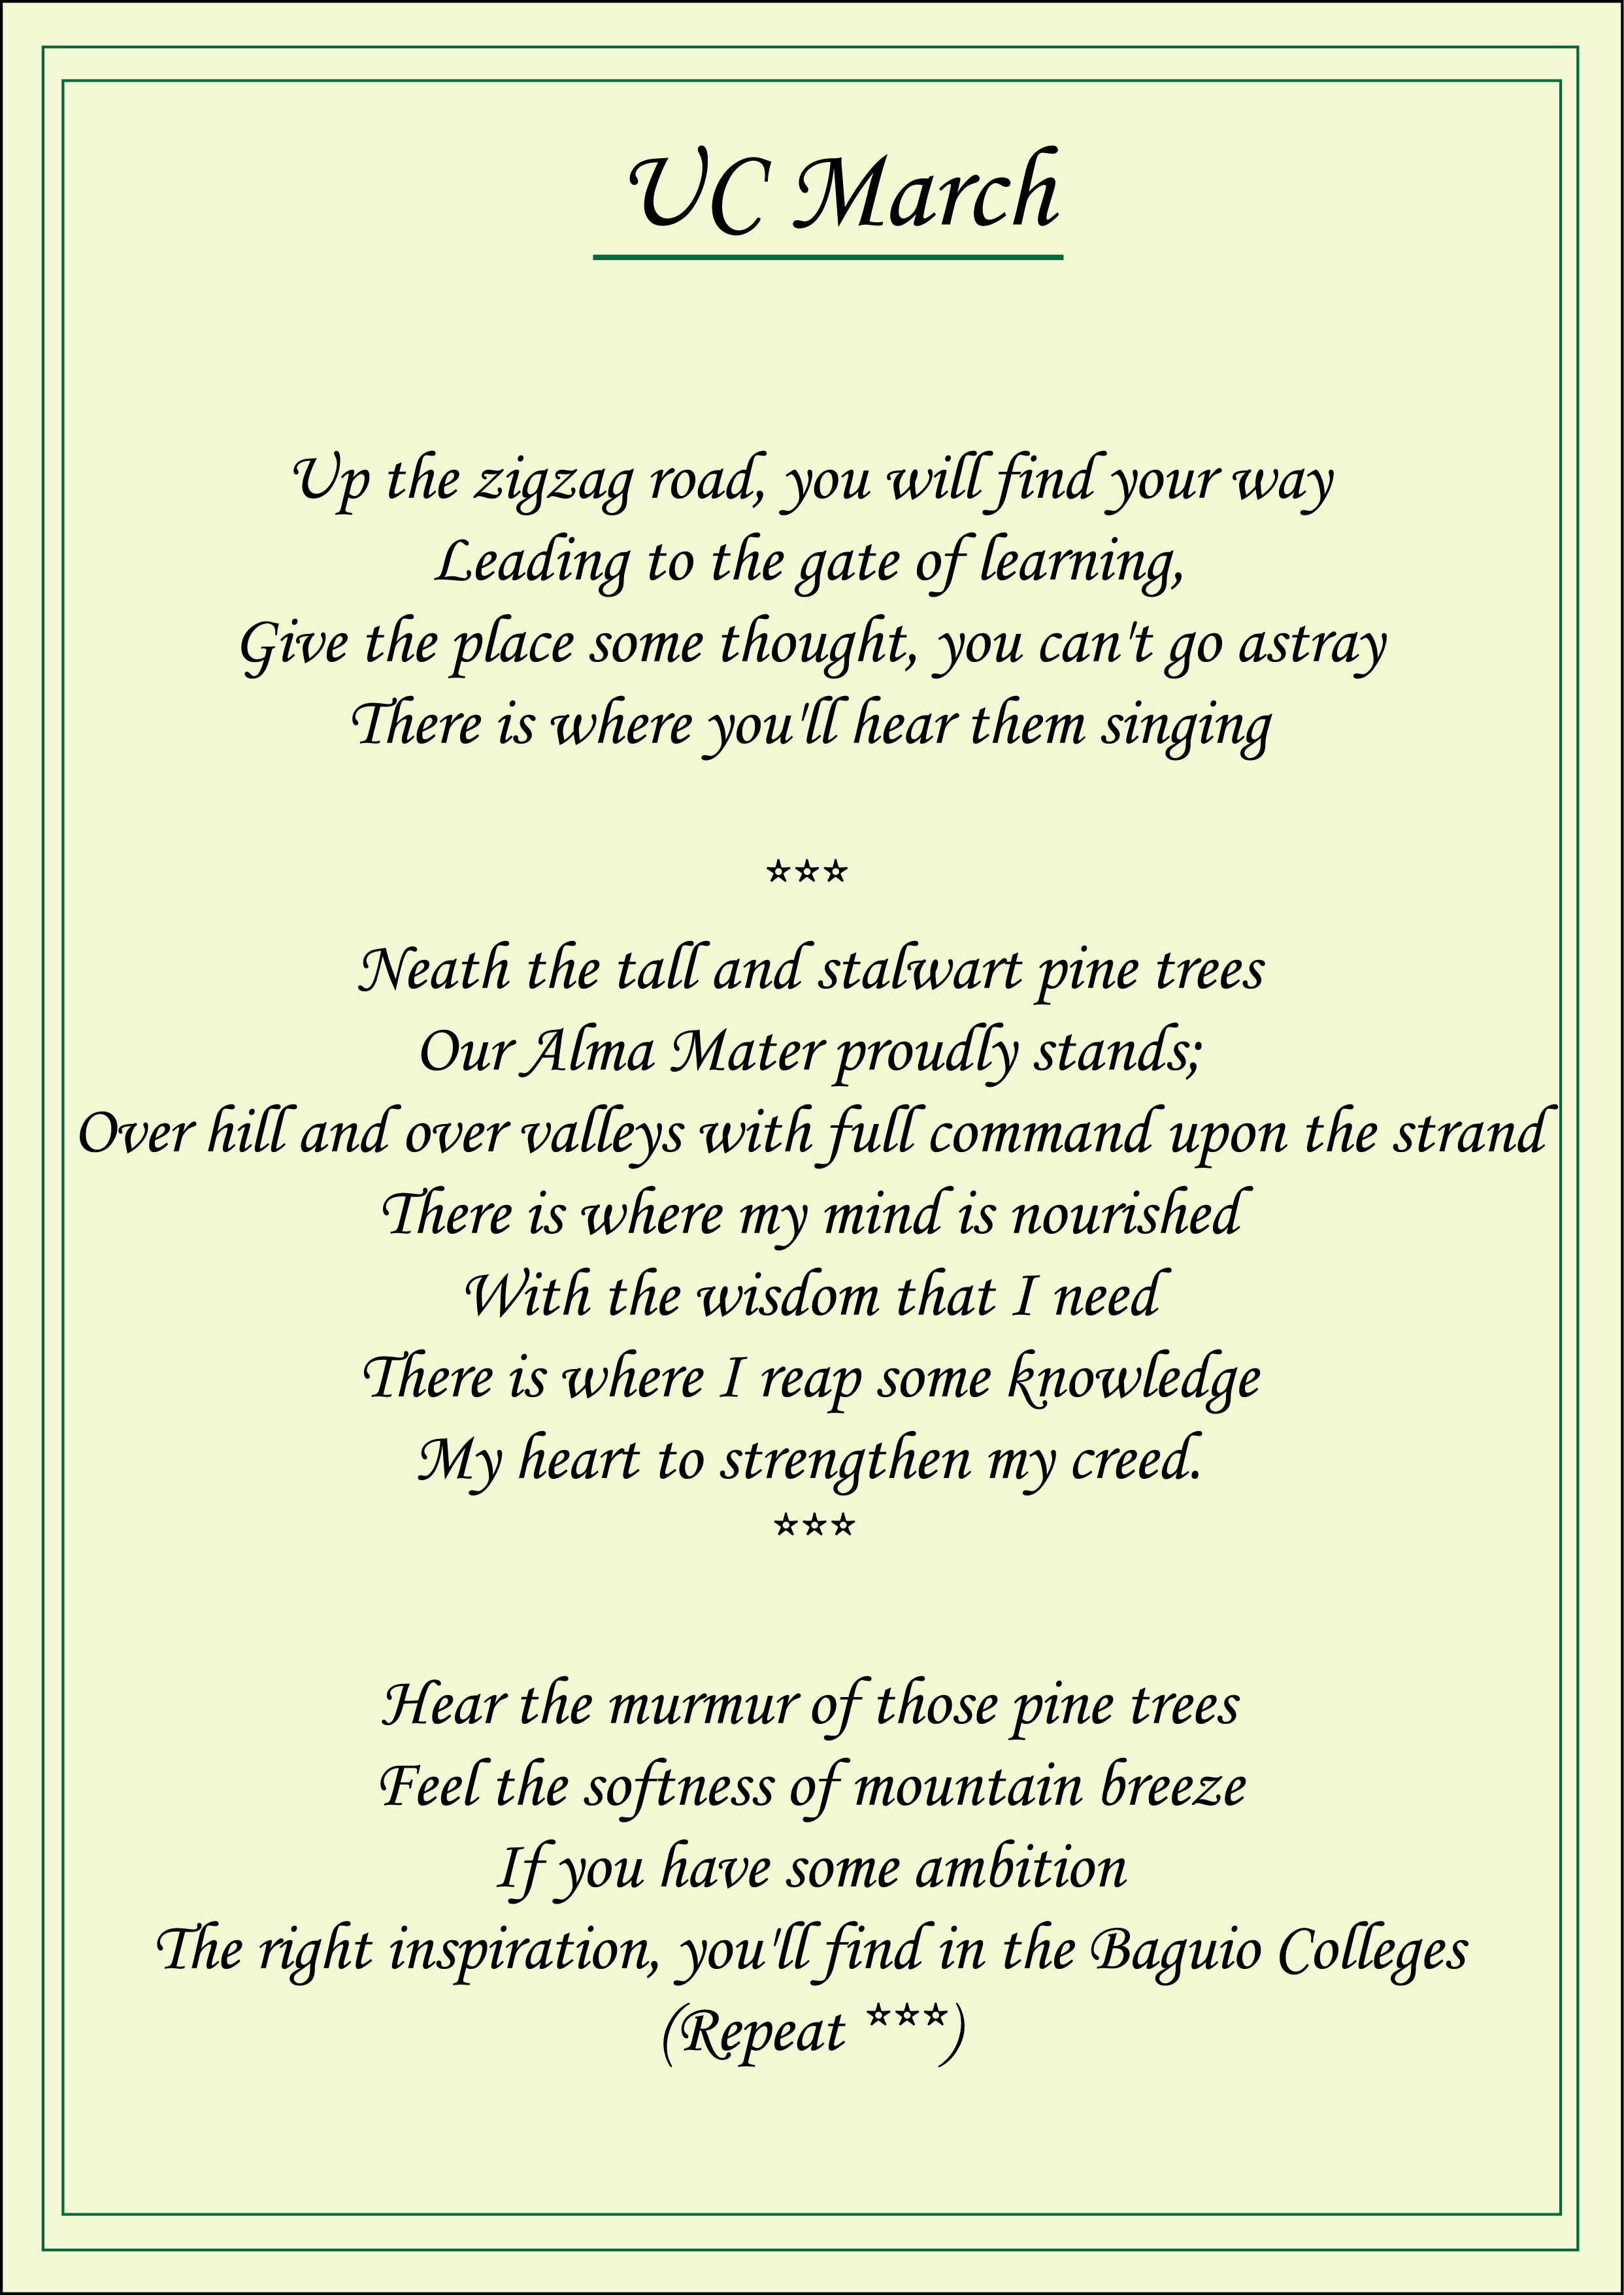 UC March
Up the zigzag road, you will find your way
Leading to the gate of learning,
Give the place some thought, you can't go astray
There is where you'll hear them singing
***
Neath the tall and stalwart pine trees
Our Alma Mater proudly stands;
Over hill and over valleys with full command upon the strand
There is where my mind is nourished
With the wisdom that I need
There is where I reap some knowledge
My heart to strengthen my creed.
***
Hear the murmur of those pine trees
Feel the softness of mountain breeze
If you have some ambition
The right inspiration, you'll find in the Baguio Colleges
(Repeat ***)